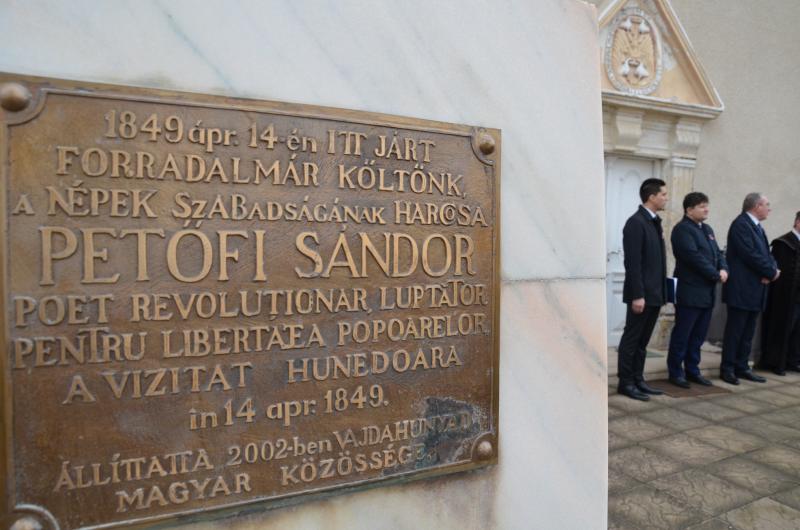 1849 ápr. 14-én ITT JÁRT
FORRADALMÁR KÖLTŐNK,
A NÉPEK SZABADSÁGÁNAK HARCOSA
PETŐFI SÁNDOR
POET REVOLUȚIONAR, LUPTĂTOR
PENTRU LIBERTATEA POPOARELOR,
A VIZITAT HUNEDOARA
în 14 apr. 1849.
ÁLLÍTTATTA 2002-ben VAJDAHUNYAD
MAGYAR KÖZÖSSÉGE